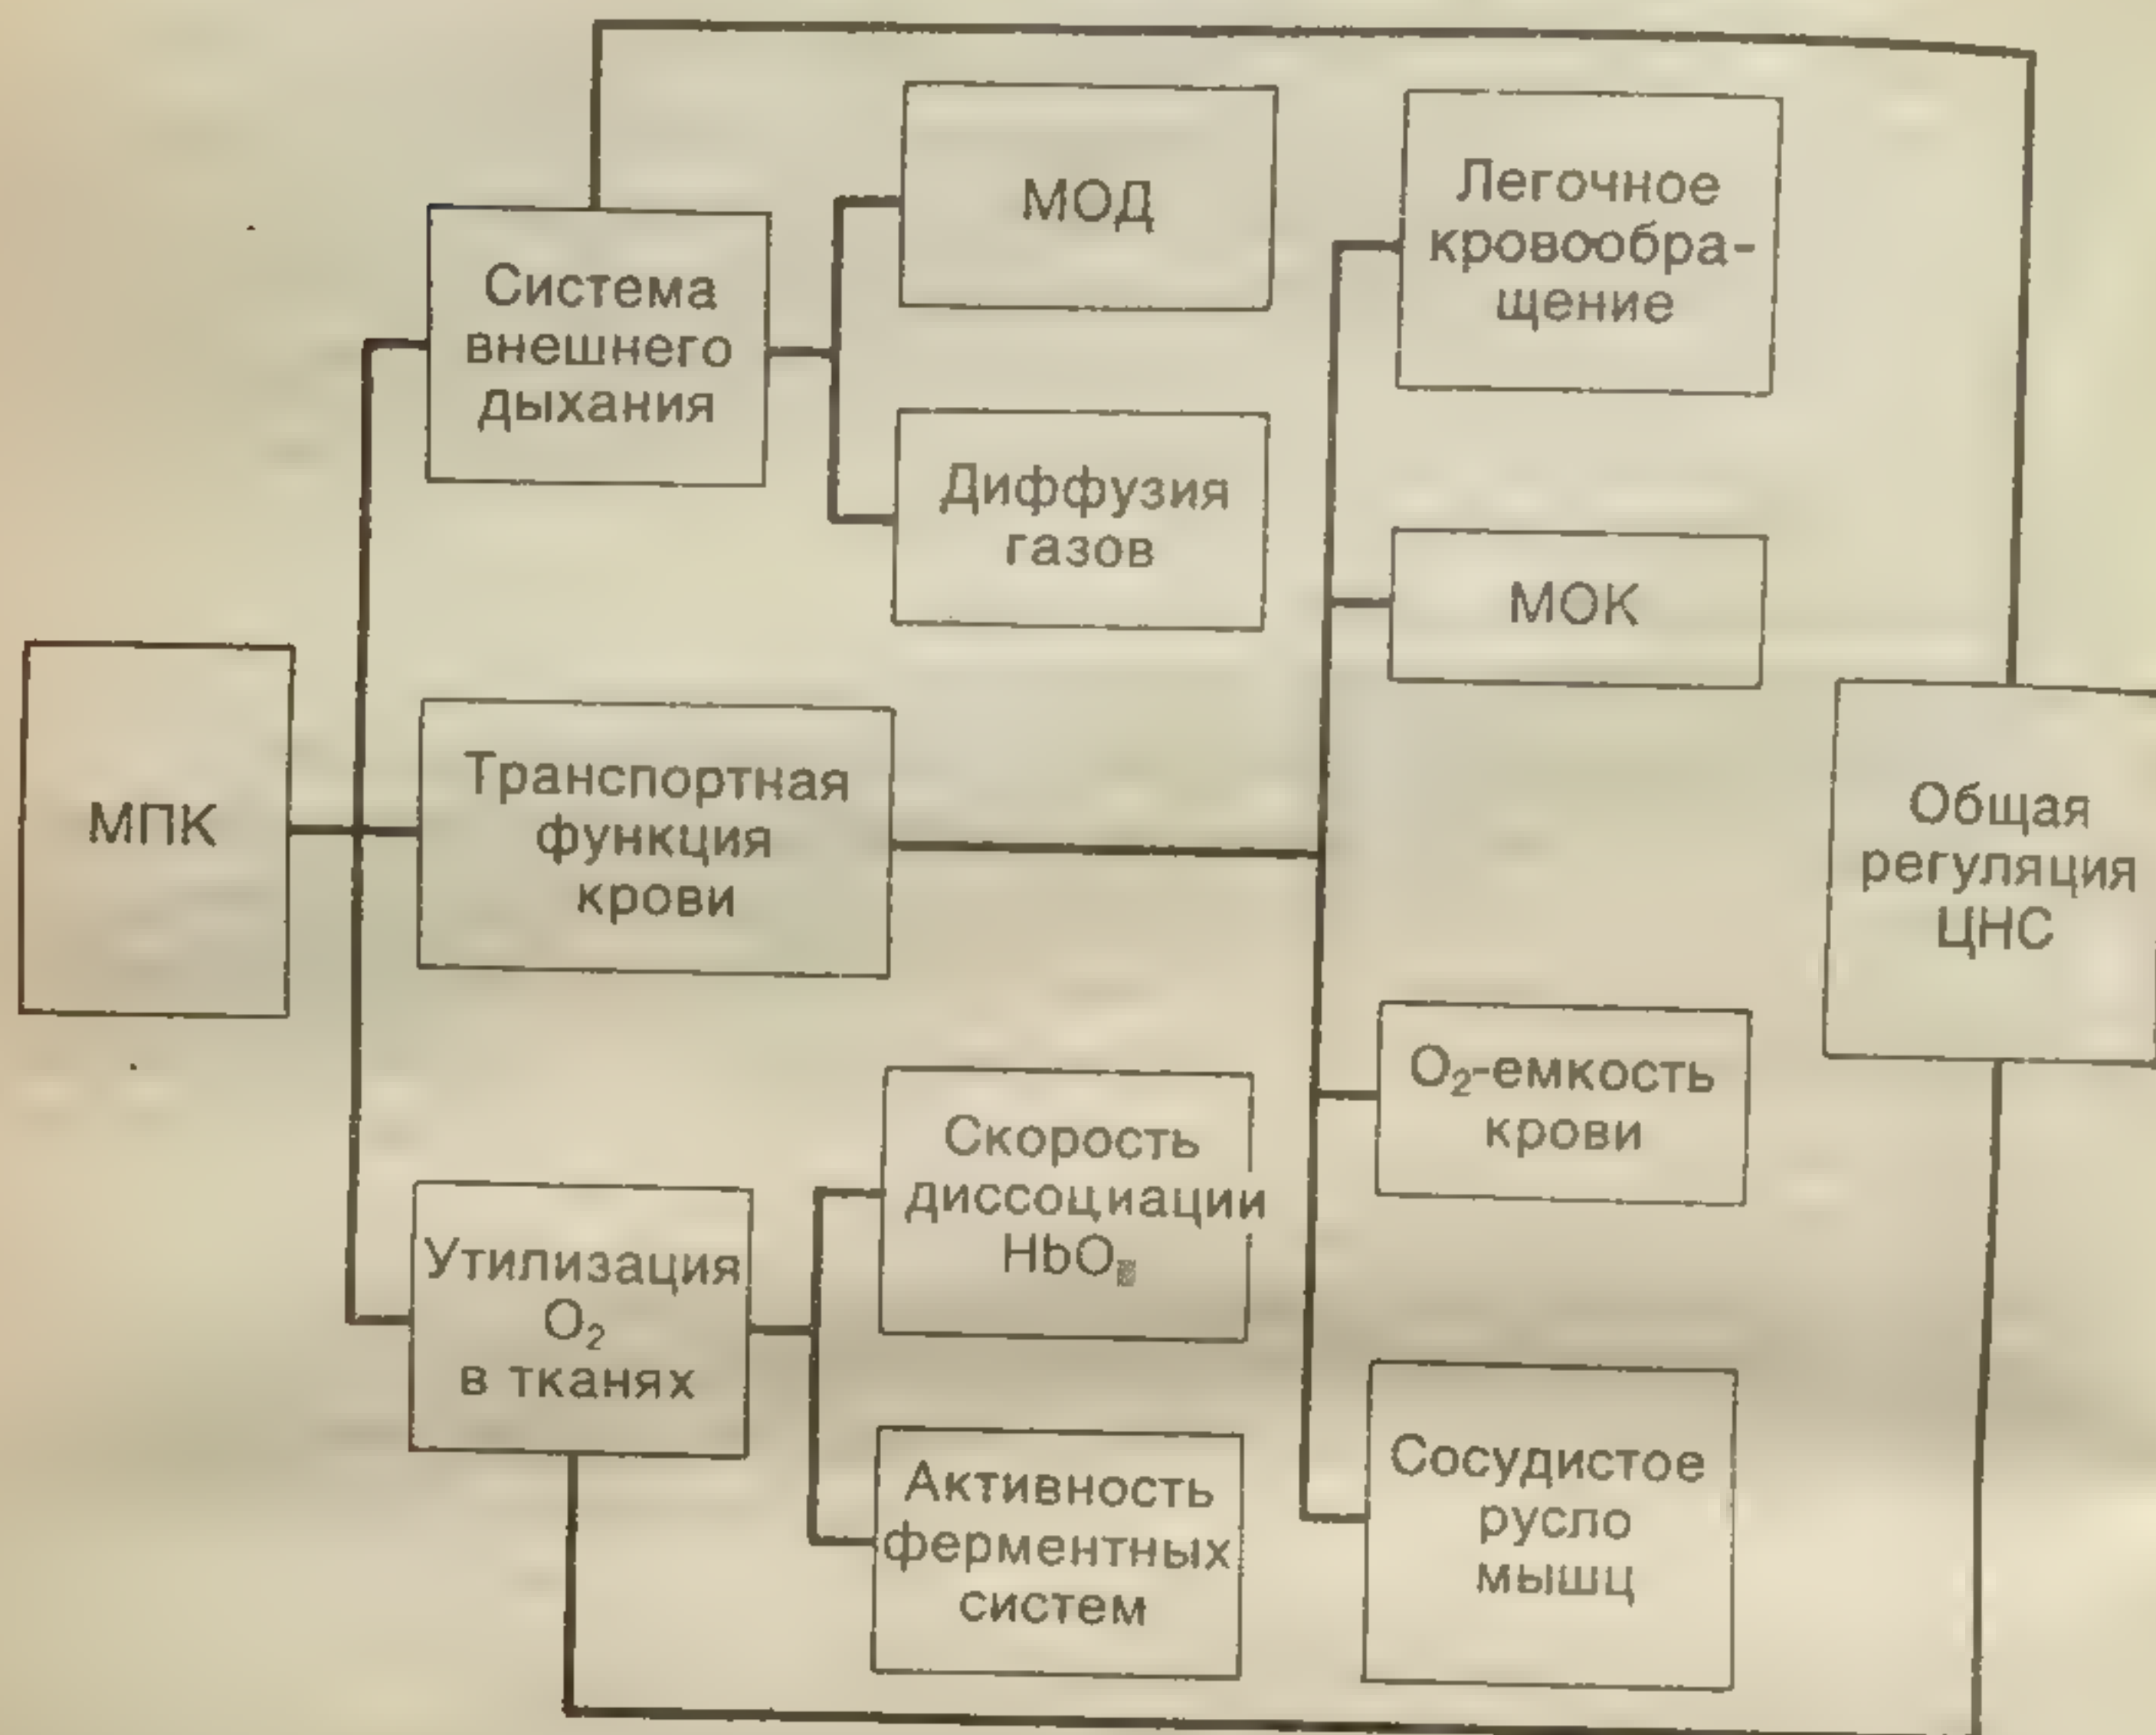 МПК
Система
внешнего
дыхания
МОД
Диффузия
газов
Транспортная
функция
крови
Легочное
кровообра-
щение
МОК
О₂-емкость
крови
Сосудистое
русло
мышц
Утилизация
О₂
в тканях
Скорость
диссоциации
HbO
Активность
ферментных
систем
Общая
регуляция
ЦНС